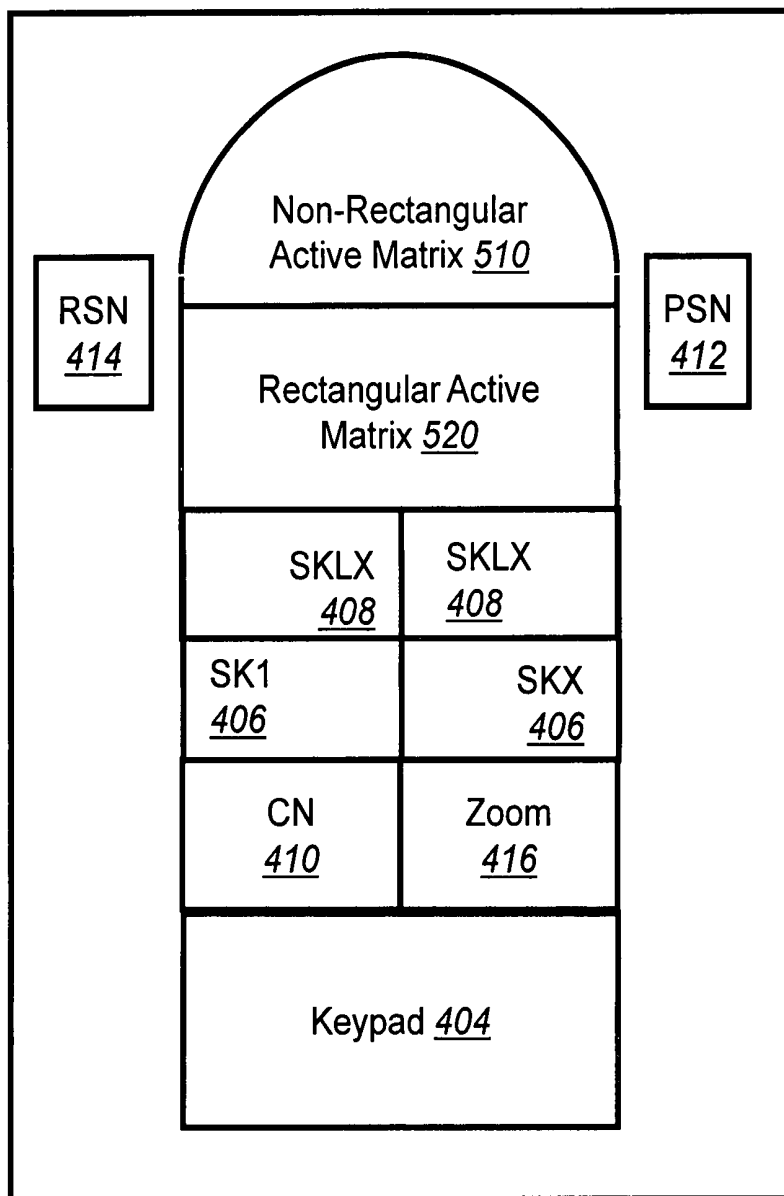 Non-Rectangular
Active Matrix 510
RSN
414
PSN
412
Rectangular Active
Matrix 520
SKLX
408
SKLX
408
SK1
406
SKX
406
CN
410
Zoom
416
Keypad 404